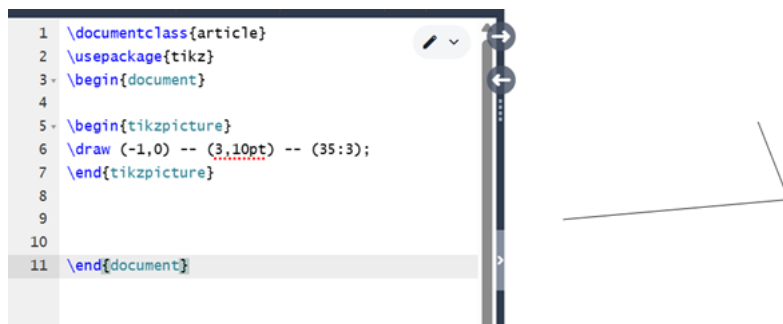 1 \documentclass{article}
2 \usepackage{tikz}
3 \begin{document}
4
5 \begin{tikzpicture}
6 \draw (-1,0) -- (3,10pt) -- (35:3);
7 \end{tikzpicture}
8
9
10
11 \end{document}